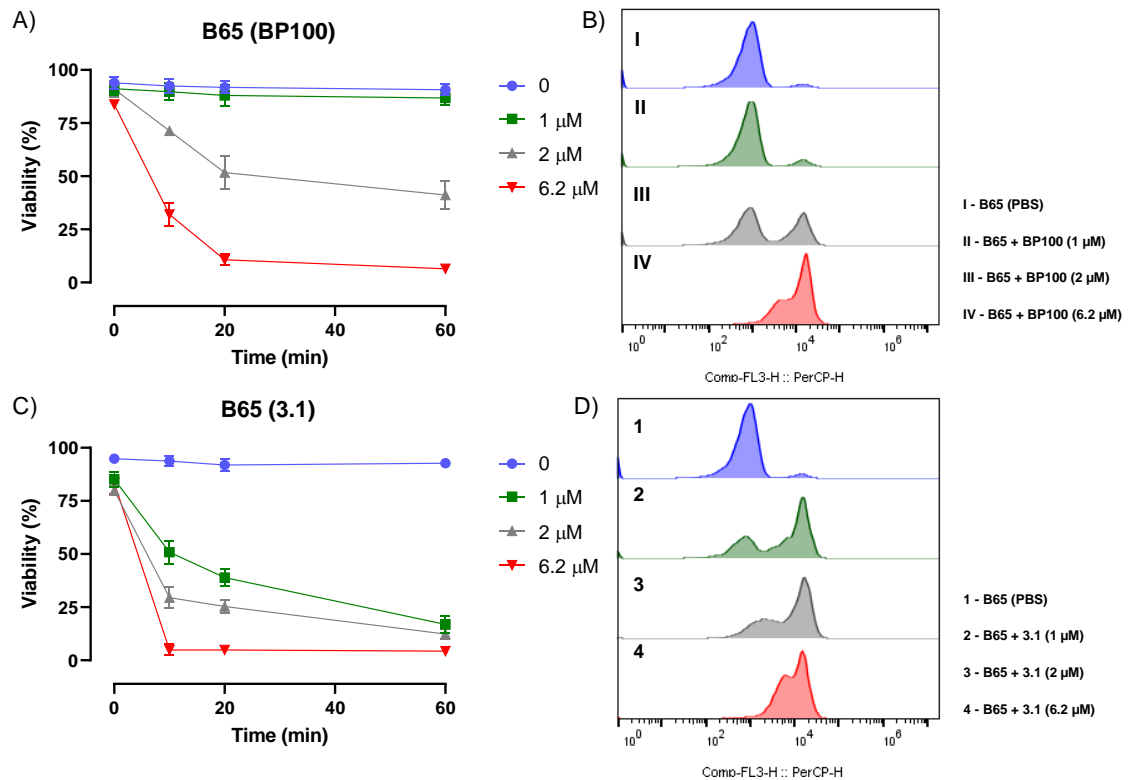 A)
B65 (BP100)
Viability (%)
100
75
50
25
0
0
20
40
60
Time (min)
0
1 μM
2 μM
6.2 μM
B)
I
II
III
IV
10^0
10^2
10^4
10^6
Comp-FL3-H :: PerCP-H
I - B65 (PBS)
II - B65 + BP100 (1 μM)
III - B65 + BP100 (2 μM)
IV - B65 + BP100 (6.2 μM)
C)
B65 (3.1)
Viability (%)
100
75
50
25
0
0
20
40
60
Time (min)
0
1 μM
2 μM
6.2 μM
D)
1
2
3
4
10^0
10^2
10^4
10^6
Comp-FL3-H :: PerCP-H
1 - B65 (PBS)
2 - B65 + 3.1 (1 μM)
3 - B65 + 3.1 (2 μM)
4 - B65 + 3.1 (6.2 μM)